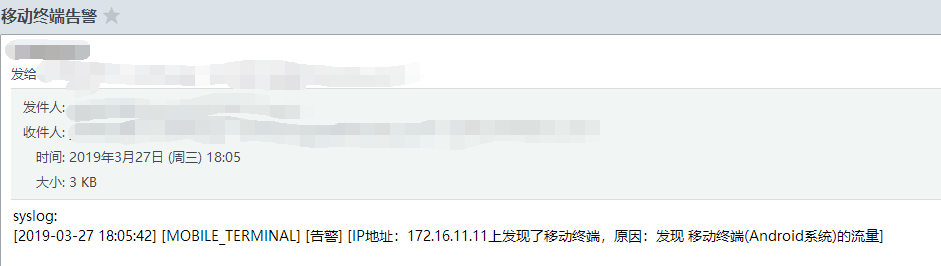 移动终端告警
发给
发件人:
收件人:
时间: 2019年3月27日 (周三) 18:05
大小: 3 KB
syslog:
[2019-03-27 18:05:42] [MOBILE_TERMINAL] [告警] [IP地址：172.16.11.11上发现了移动终端，原因：发现 移动终端(Android系统)的流量]